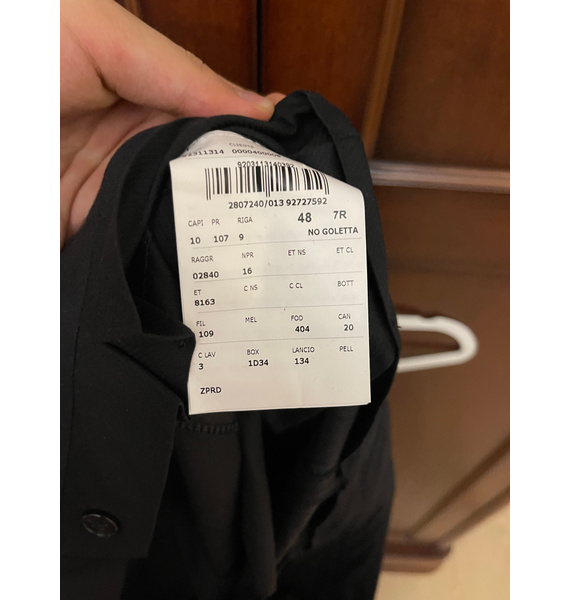 CLIENTE
9203113140392
2807240/013 92727592
CAPI PR RIGA 48 7R
10 107 9 NO GOLETTA
RAGGR NPR ET NS ET CL
02840 16
ET C NS C CL BOTT
8163
FIL MEL FOD CAN
109 404 20
C LAV BOX LANCIO PELL
3 1D34 134
ZPRD